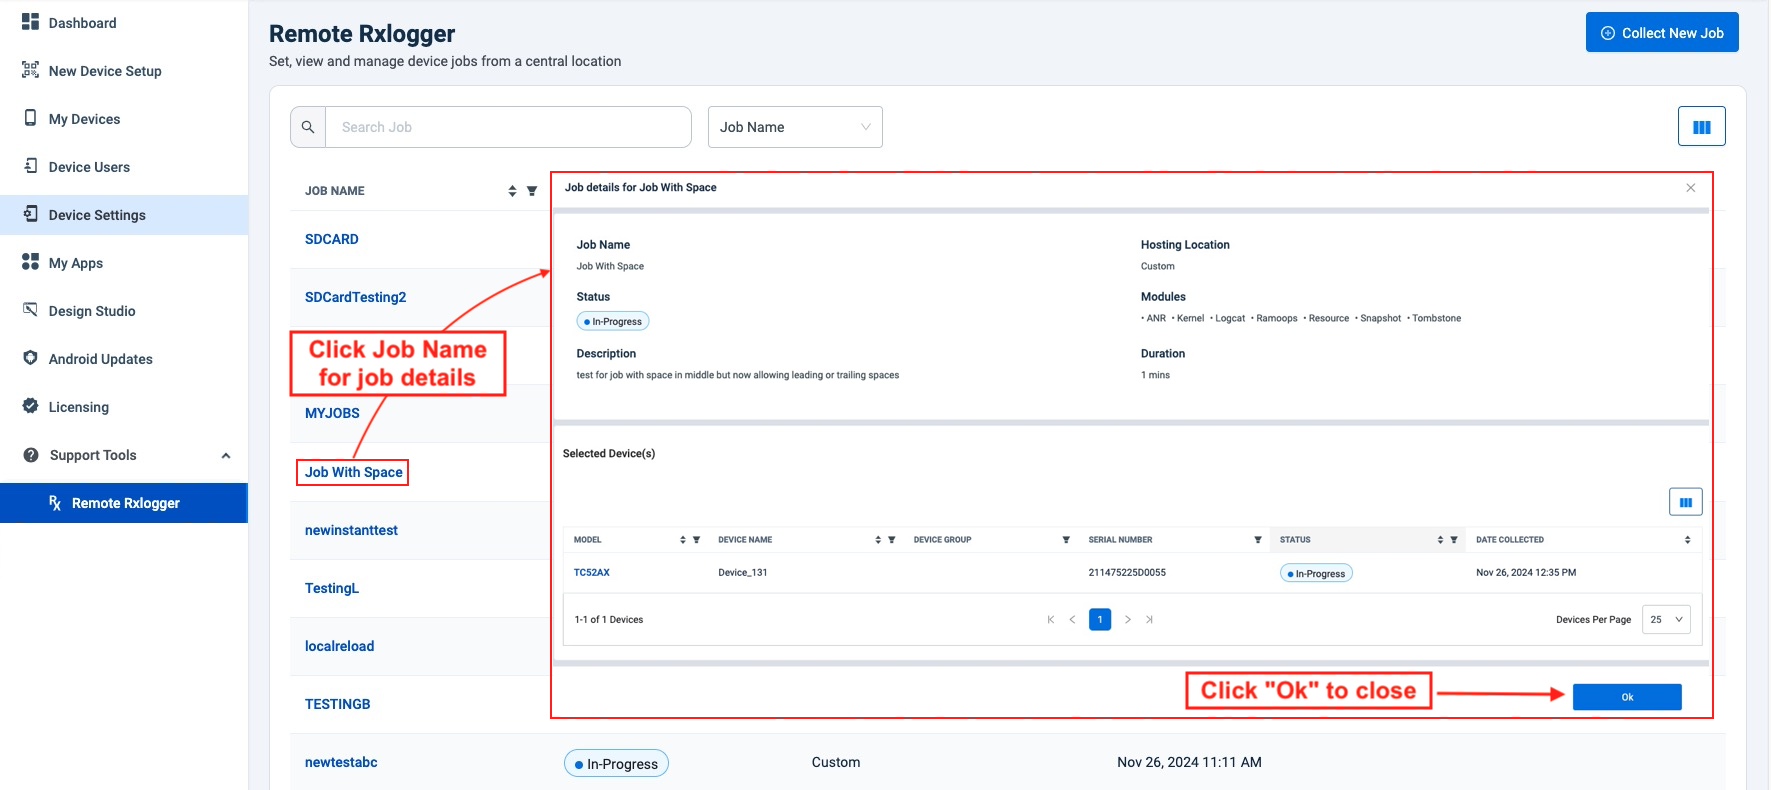 Dashboard
New Device Setup
My Devices
Device Users
Device Settings
My Apps
Design Studio
Android Updates
Licensing
Support Tools
Rx Remote Rxlogger
Remote Rxlogger
Set, view and manage device jobs from a central location
Collect New Job
Search Job
Job Name
JOB NAME
SDCARD
SDCardTesting2
Click Job Name
for job details
MYJOBS
Job With Space
newinstanttest
TestingL
localreload
TESTINGB
newtestabc In-Progress Custom Nov 26, 2024 11:11 AM
Job details for Job With Space
Job Name
Job With Space
Hosting Location
Custom
Status
In-Progress
Modules
• ANR • Kernel • Logcat • Ramoops • Resource • Snapshot • Tombstone
Description
test for job with space in middle but now allowing leading or trailing spaces
Duration
1 mins
Selected Device(s)
MODEL DEVICE NAME DEVICE GROUP SERIAL NUMBER STATUS DATE COLLECTED
TC52AX Device_131 211475225D0055 In-Progress Nov 26, 2024 12:35 PM
1-1 of 1 Devices 1 Devices Per Page 25
Click "Ok" to close
Ok